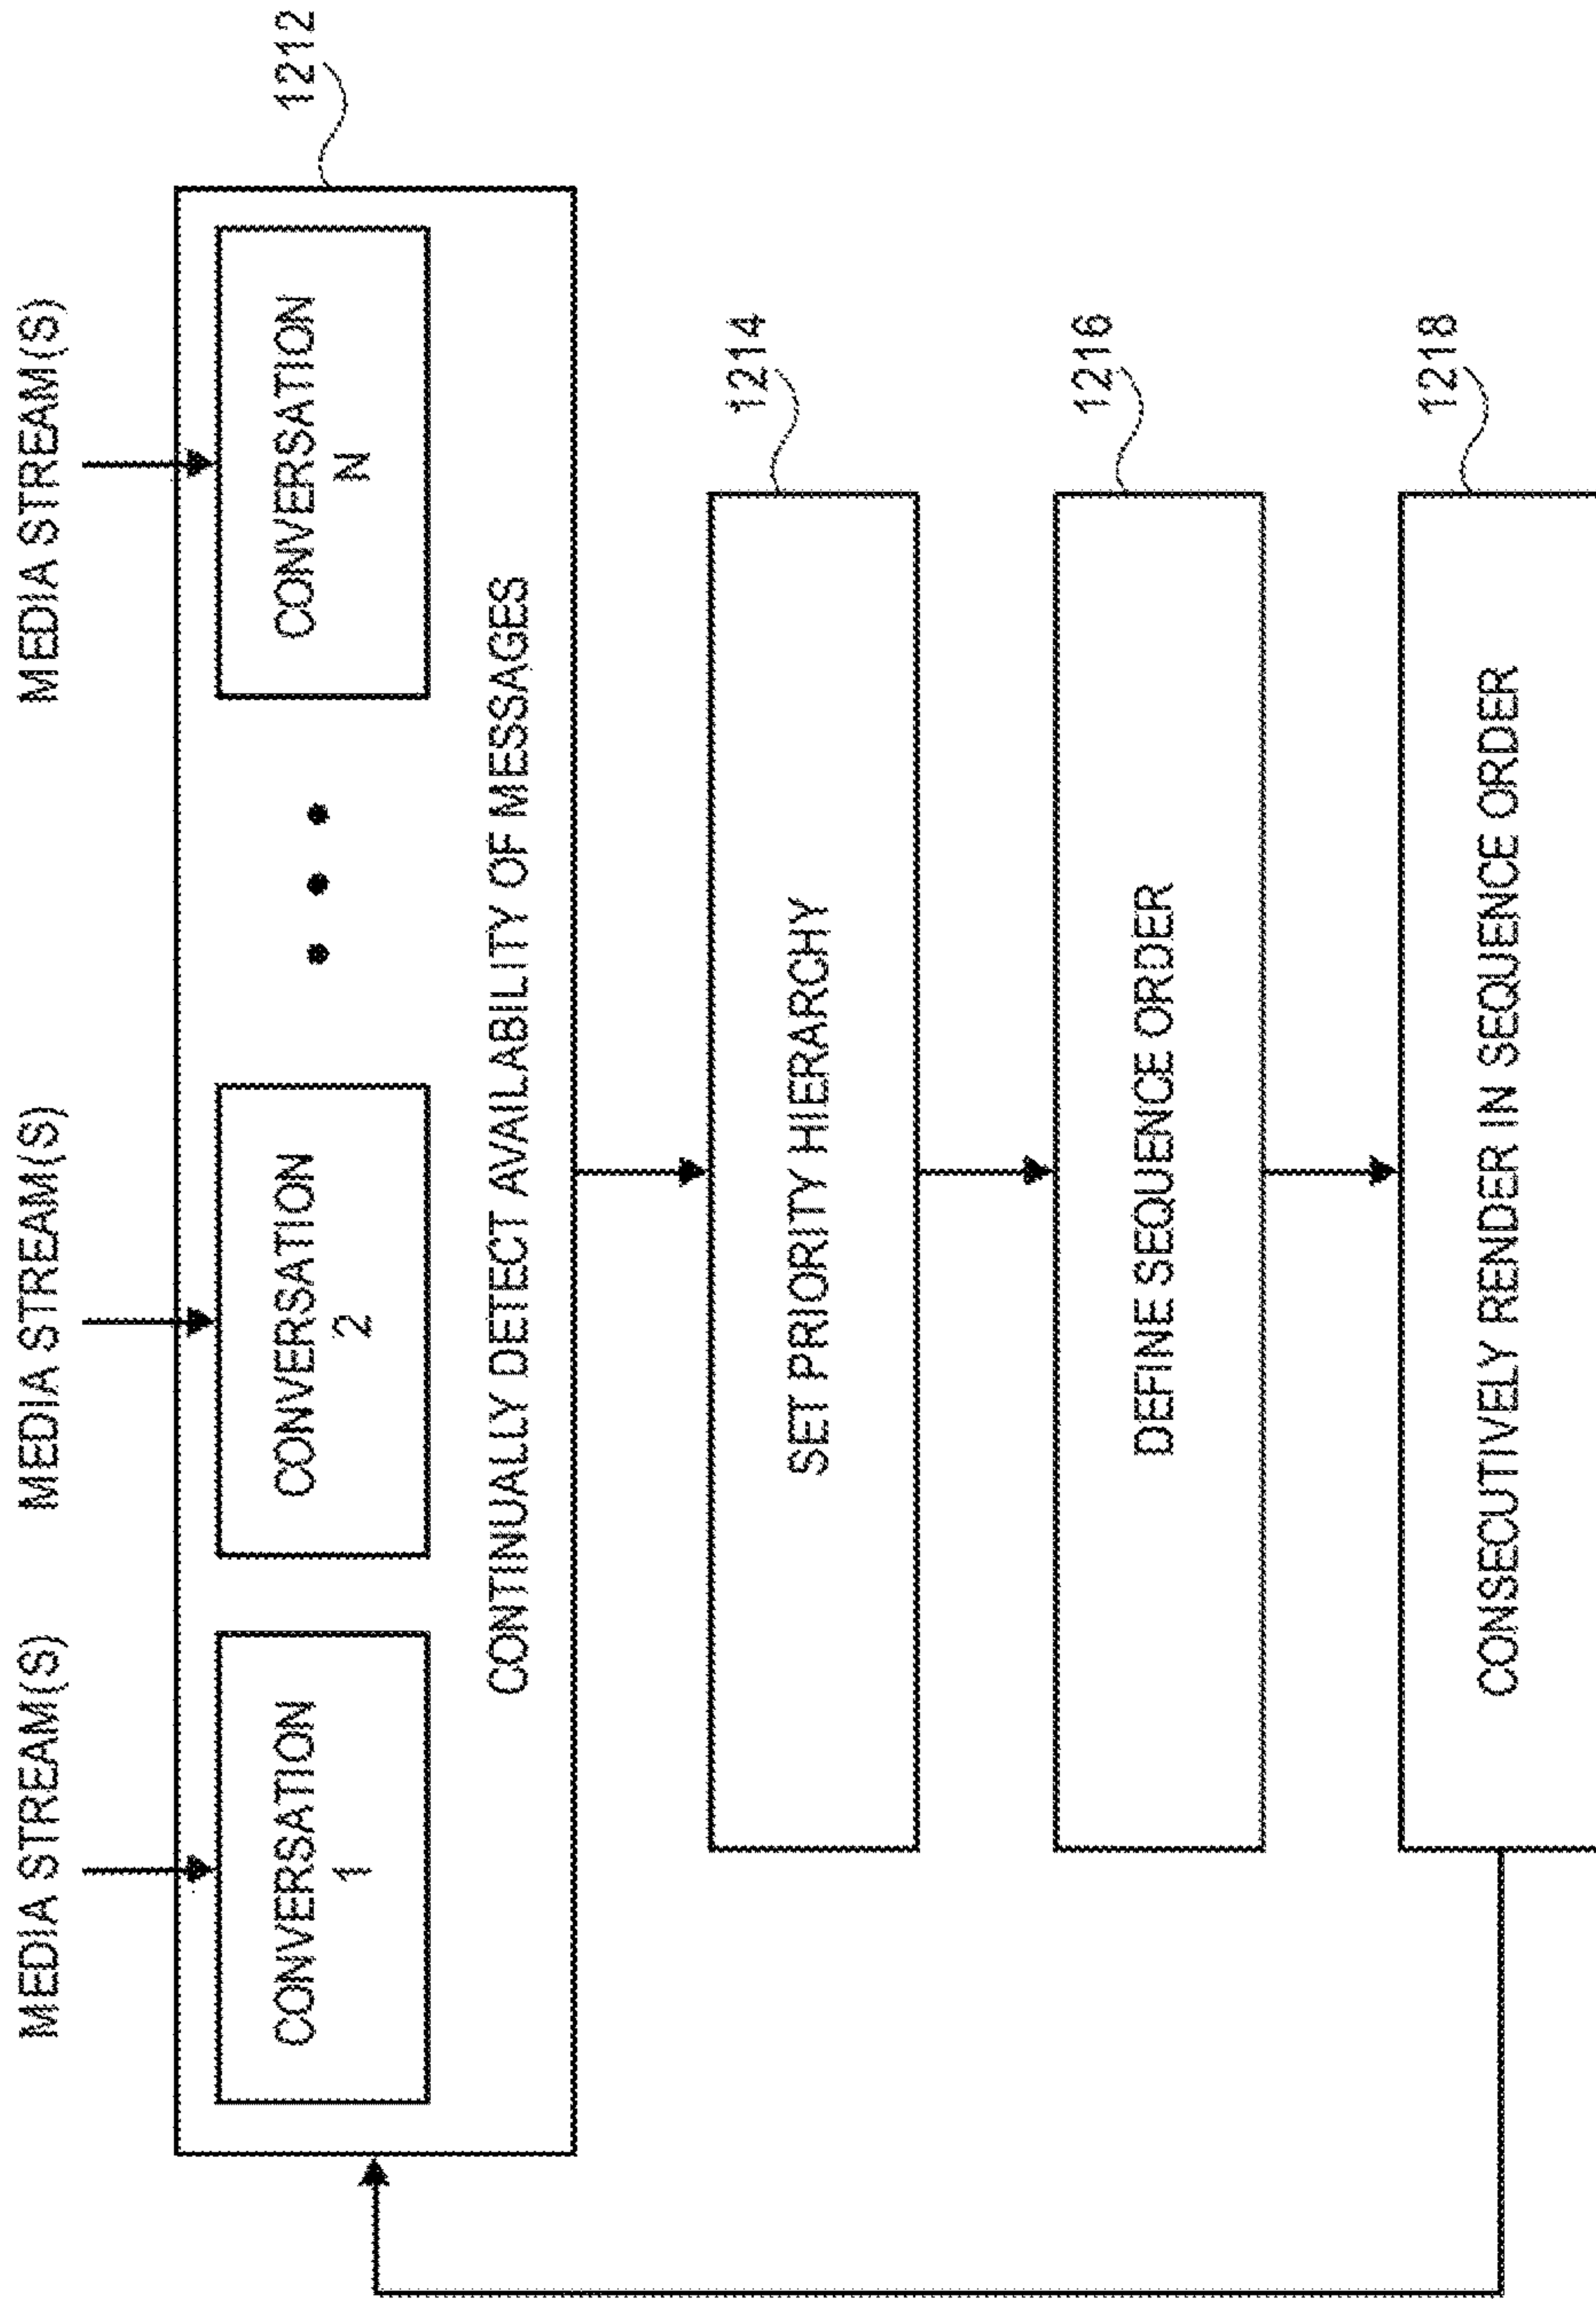 MEDIA STREAM(S)
MEDIA STREAM(S)
MEDIA STREAM(S)
1212
CONVERSATION
1
CONVERSATION
2
CONVERSATION
N
CONTINUALLY DETECT AVAILABILITY OF MESSAGES
1214
SET PRIORITY HIERARCHY
1216
DEFINE SEQUENCE ORDER
1218
CONSECUTIVELY RENDER IN SEQUENCE ORDER